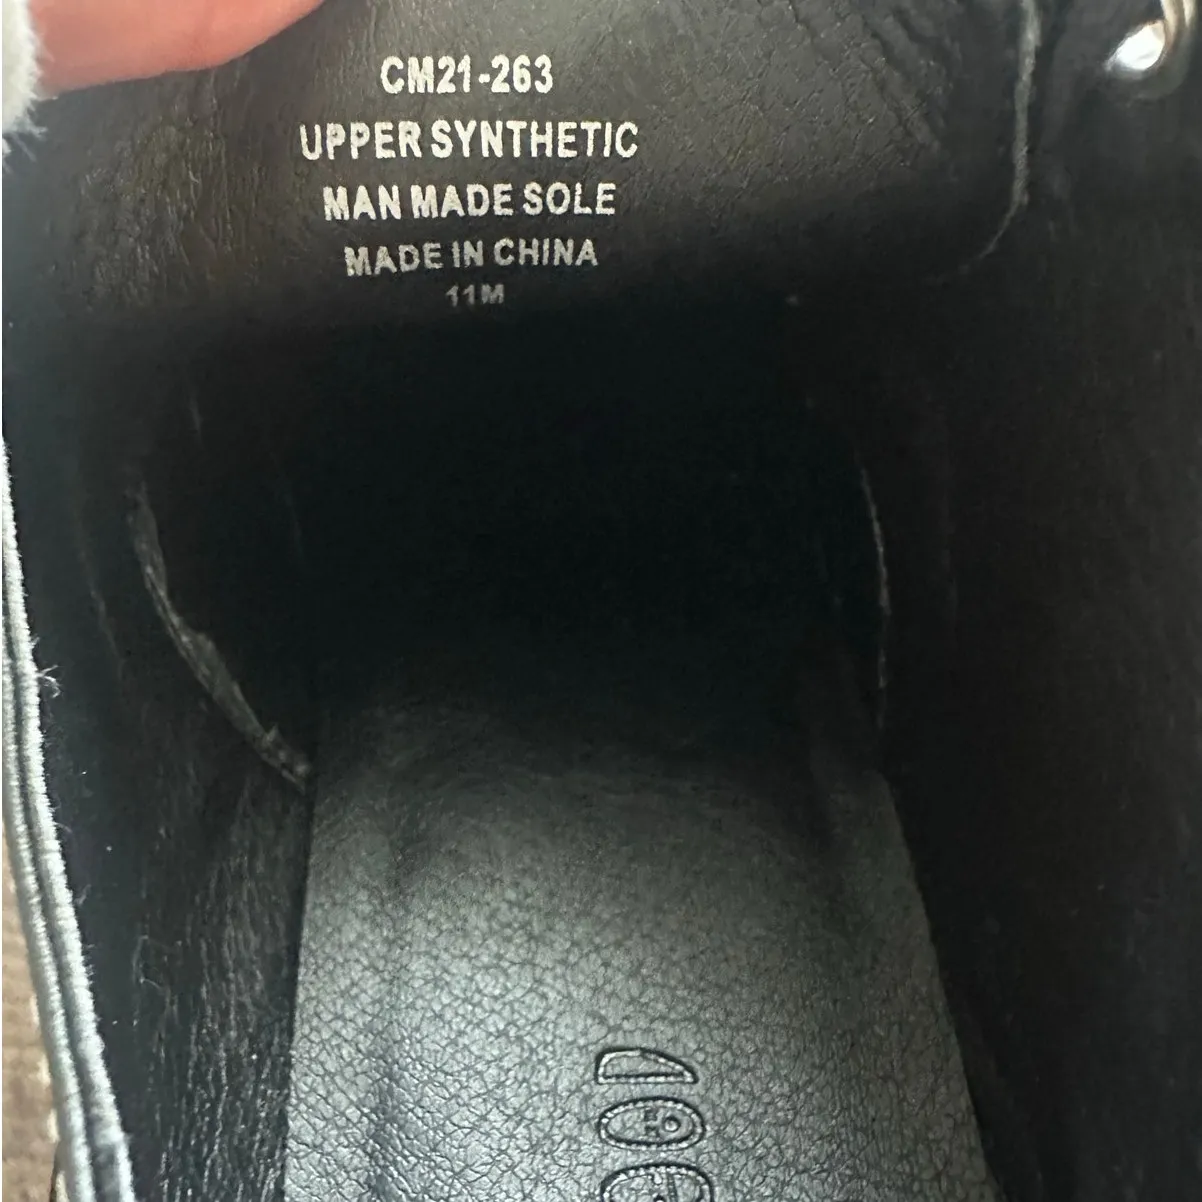 CM21-263
UPPER SYNTHETIC
MAN MADE SOLE
MADE IN CHINA
11M